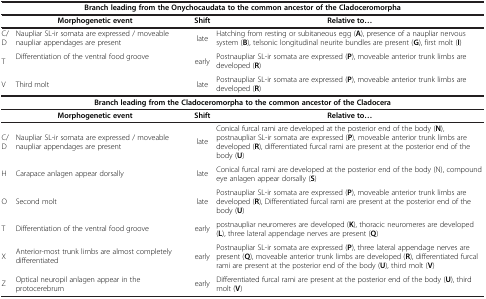 Branch leading from the Onychocaudata to the common ancestor of the Cladoceromorpha
Morphogenetic event Shift Relative to…
C/D Naupliar SL-ir somata are expressed / moveable naupliar appendages are present late Hatching from resting or subitaneous egg (A), presence of a naupliar nervous system (B), telsonic longitudinal neurite bundles are present (G), first molt (I)
T Differentiation of the ventral food groove early Postnaupliar SL-ir somata are expressed (P), moveable anterior trunk limbs are developed (R)
V Third molt late Postnaupliar SL-ir somata are expressed (P), moveable anterior trunk limbs are developed (R)
Branch leading from the Cladoceromorpha to the common ancestor of the Cladocera
Morphogenetic event Shift Relative to…
C/D Naupliar SL-ir somata are expressed / moveable naupliar appendages are present late Conical furcal rami are developed at the posterior end of the body (N), postnaupliar SL-ir somata are expressed (P), moveable anterior trunk limbs are developed (R), differentiated furcal rami are present at the posterior end of the body (U)
H Carapace anlagen appear dorsally late Conical furcal rami are developed at the posterior end of the body (N), compound eye anlagen appear dorsally (S)
O Second molt late Postnaupliar SL-ir somata are expressed (P), moveable anterior trunk limbs are developed (R), Differentiated furcal rami are present at the posterior end of the body (U)
T Differentiation of the ventral food groove early postnaupliar neuromeres are developed (K), thoracic neuromeres are developed (L), three lateral appendage nerves are present (Q)
X Anterior-most trunk limbs are almost completely differentiated early Postnaupliar SL-ir somata are expressed (P), three lateral appendage nerves are present (Q), moveable anterior trunk limbs are developed (R), differentiated furcal rami are present at the posterior end of the body (U), third molt (V)
Z Optical neuropil anlagen appear in the protocerebrum early Differentiated furcal rami are present at the posterior end of the body (U), third molt (V)